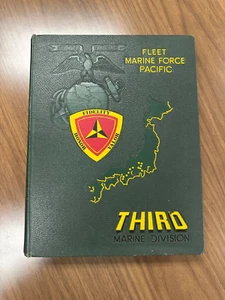 FLEET
MARINE FORCE
PACIFIC
FIDELITY
HONOR
VALOR
THIRD
MARINE DIVISION